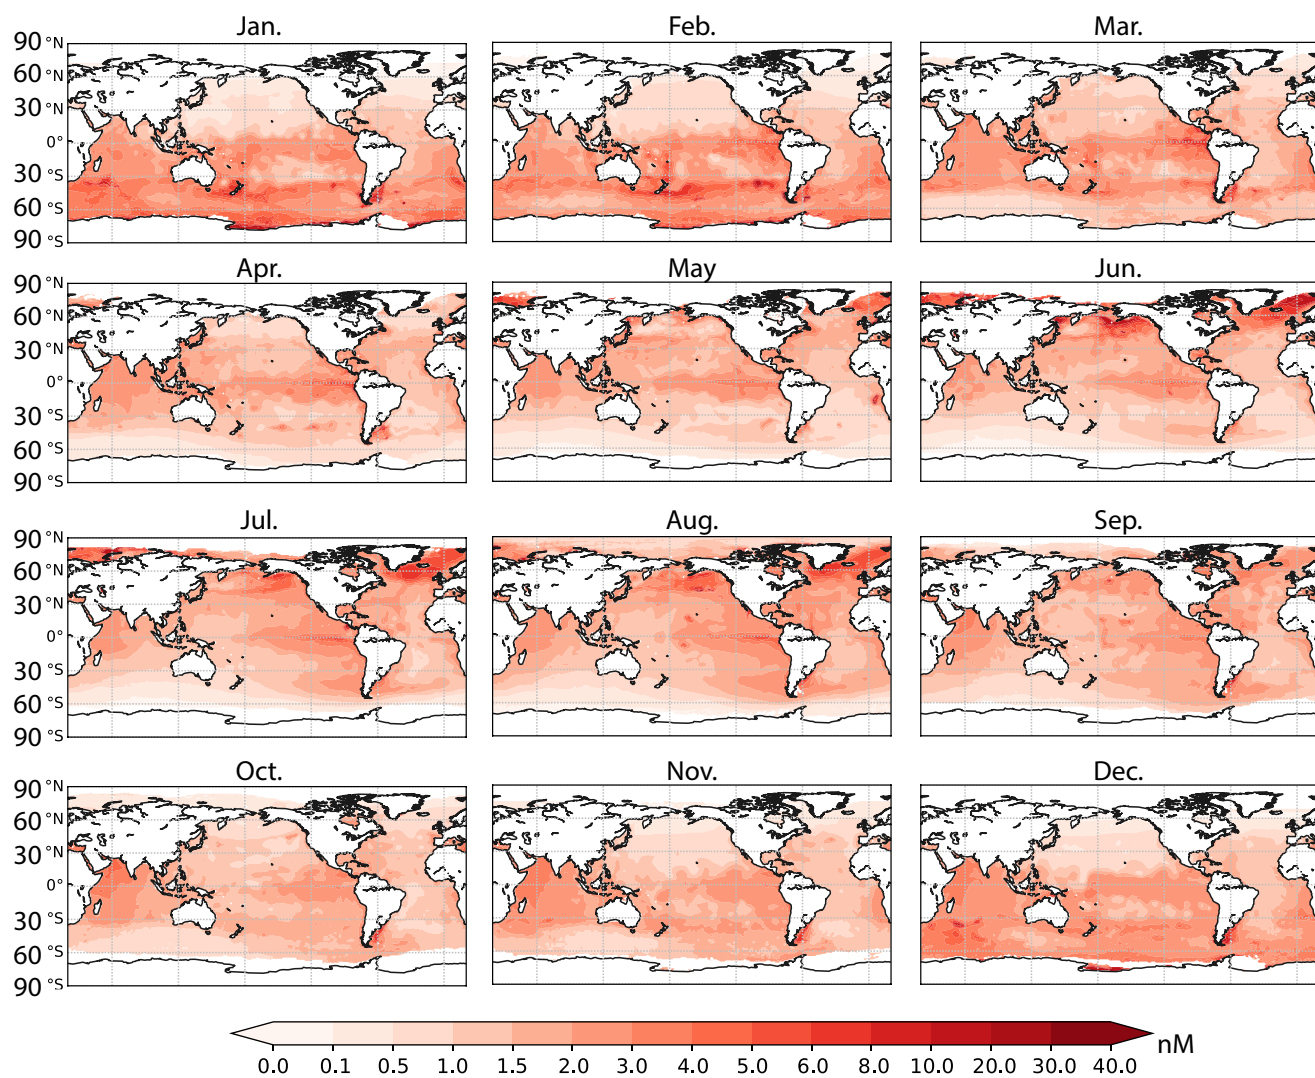 Jan. Feb. Mar.
90 °N
60 °N
30 °N
0°
30 °S
60 °S
90 °S
Apr. May Jun.
90 °N
60 °N
30 °N
0°
30 °S
60 °S
90 °S
Jul. Aug. Sep.
90 °N
60 °N
30 °N
0°
30 °S
60 °S
90 °S
Oct. Nov. Dec.
90 °N
60 °N
30 °N
0°
30 °S
60 °S
90 °S
nM
0.0 0.1 0.5 1.0 1.5 2.0 3.0 4.0 5.0 6.0 8.0 10.0 20.0 30.0 40.0